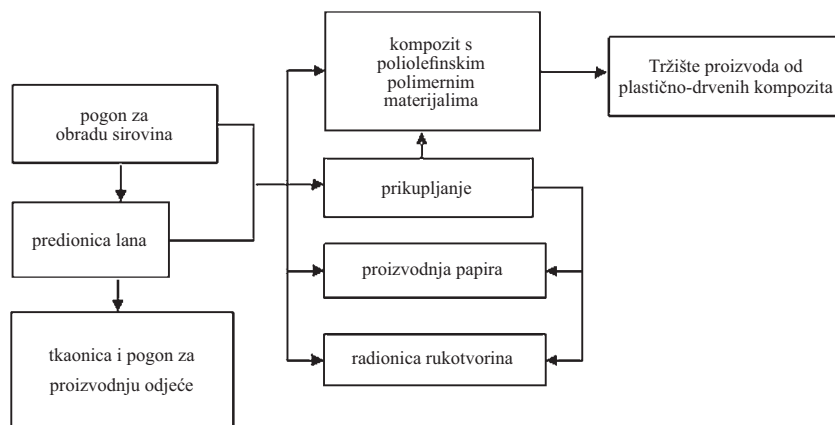 kompozit s
poliolefinskim
polimernim
materijalima
Tržište proizvoda od
plastično-drvenih kompozita
pogon za
obradu sirovina
prikupljanje
predionica lana
proizvodnja papira
radionica rukotvorina
tkaonica i pogon za
proizvodnju odjeće